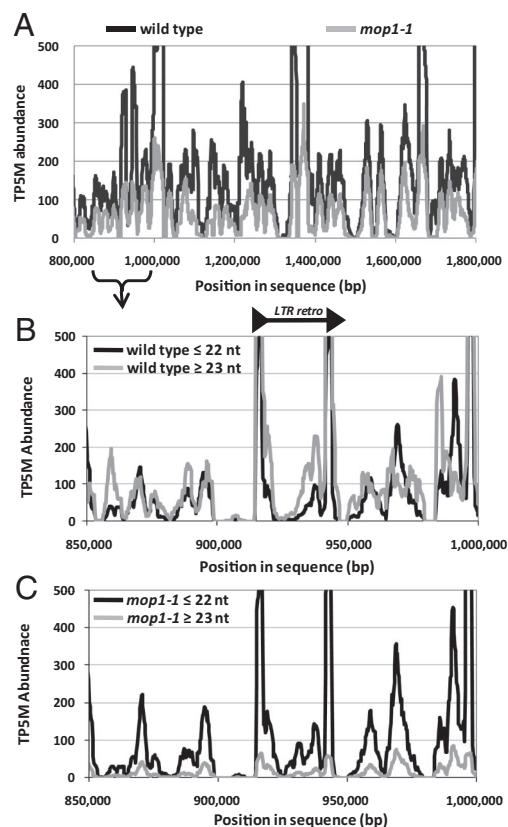 A
wild type
mop1-1
TP5M abundance
500
400
300
200
100
0
800,000 1,000,000 1,200,000 1,400,000 1,600,000 1,800,000
Position in sequence (bp)
B
LTR retro
wild type ≤ 22 nt
wild type ≥ 23 nt
TP5M Abundance
500
400
300
200
100
0
850,000 900,000 950,000 1,000,000
Position in sequence (bp)
C
mop1-1 ≤ 22 nt
mop1-1 ≥ 23 nt
TP5M Abundnace
500
400
300
200
100
0
850,000 900,000 950,000 1,000,000
Position in sequence (bp)